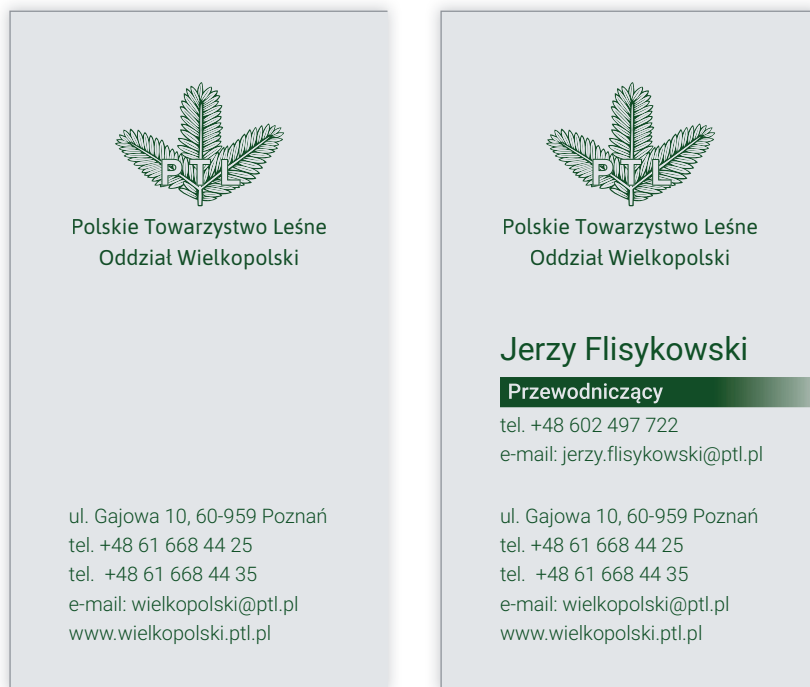 PTL
Polskie Towarzystwo Leśne
Oddział Wielkopolski
ul. Gajowa 10, 60-959 Poznań
tel. +48 61 668 44 25
tel.  +48 61 668 44 35
e-mail: wielkopolski@ptl.pl
www.wielkopolski.ptl.pl
PTL
Polskie Towarzystwo Leśne
Oddział Wielkopolski
Jerzy Flisykowski
Przewodniczący
tel. +48 602 497 722
e-mail: jerzy.flisykowski@ptl.pl
ul. Gajowa 10, 60-959 Poznań
tel. +48 61 668 44 25
tel.  +48 61 668 44 35
e-mail: wielkopolski@ptl.pl
www.wielkopolski.ptl.pl